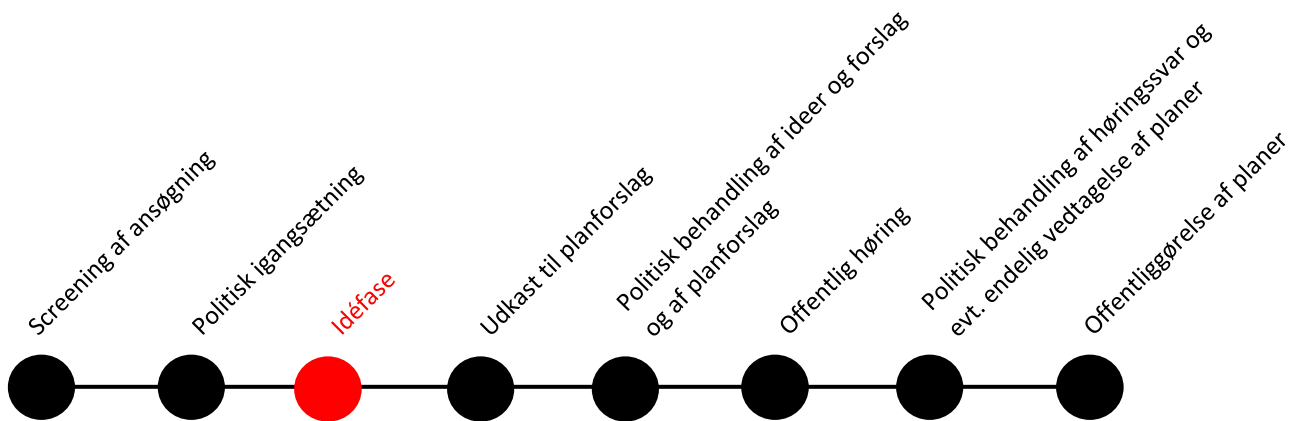 Screening af ansøgning
Politisk igangsætning
Idéfase
Udkast til planforslag
Politisk behandling af ideer og forslag
og af planforslag
Offentlig høring
Politisk behandling af høringssvar og
evt. endelig vedtagelse af planer
Offentliggørelse af planer